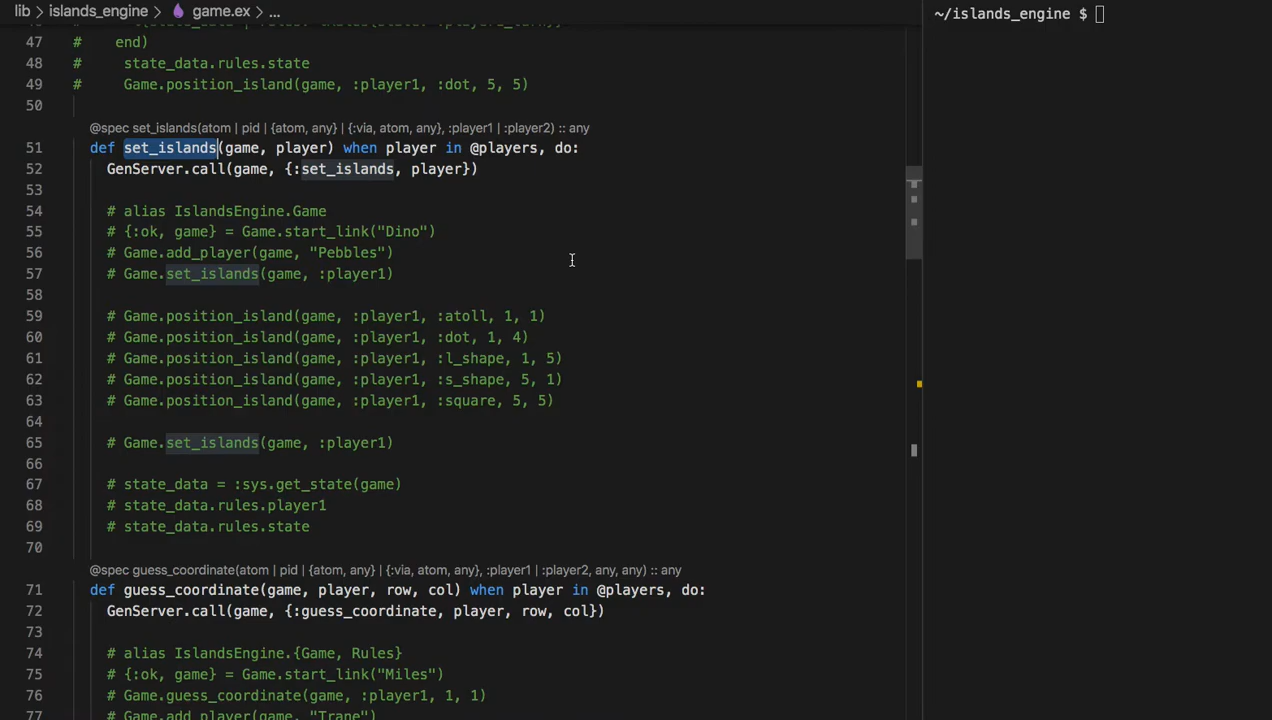 lib > islands_engine > game.ex > ...
~/islands_engine $
47 # end)
48 # state_data.rules.state
49 # Game.position_island(game, :player1, :dot, 5, 5)
50
@spec set_islands(atom | pid | {atom, any} | {:via, atom, any}, :player1 | :player2) :: any
51 def set_islands(game, player) when player in @players, do:
52 GenServer.call(game, {:set_islands, player})
53
54 # alias IslandsEngine.Game
55 # {:ok, game} = Game.start_link("Dino")
56 # Game.add_player(game, "Pebbles")
57 # Game.set_islands(game, :player1)
58
59 # Game.position_island(game, :player1, :atoll, 1, 1)
60 # Game.position_island(game, :player1, :dot, 1, 4)
61 # Game.position_island(game, :player1, :l_shape, 1, 5)
62 # Game.position_island(game, :player1, :s_shape, 5, 1)
63 # Game.position_island(game, :player1, :square, 5, 5)
64
65 # Game.set_islands(game, :player1)
66
67 # state_data = :sys.get_state(game)
68 # state_data.rules.player1
69 # state_data.rules.state
70
@spec guess_coordinate(atom | pid | {atom, any} | {:via, atom, any}, :player1 | :player2, any, any) :: any
71 def guess_coordinate(game, player, row, col) when player in @players, do:
72 GenServer.call(game, {:guess_coordinate, player, row, col})
73
74 # alias IslandsEngine.{Game, Rules}
75 # {:ok, game} = Game.start_link("Miles")
76 # Game.guess_coordinate(game, :player1, 1, 1)
77 # Game.add_player(game, "Trane")